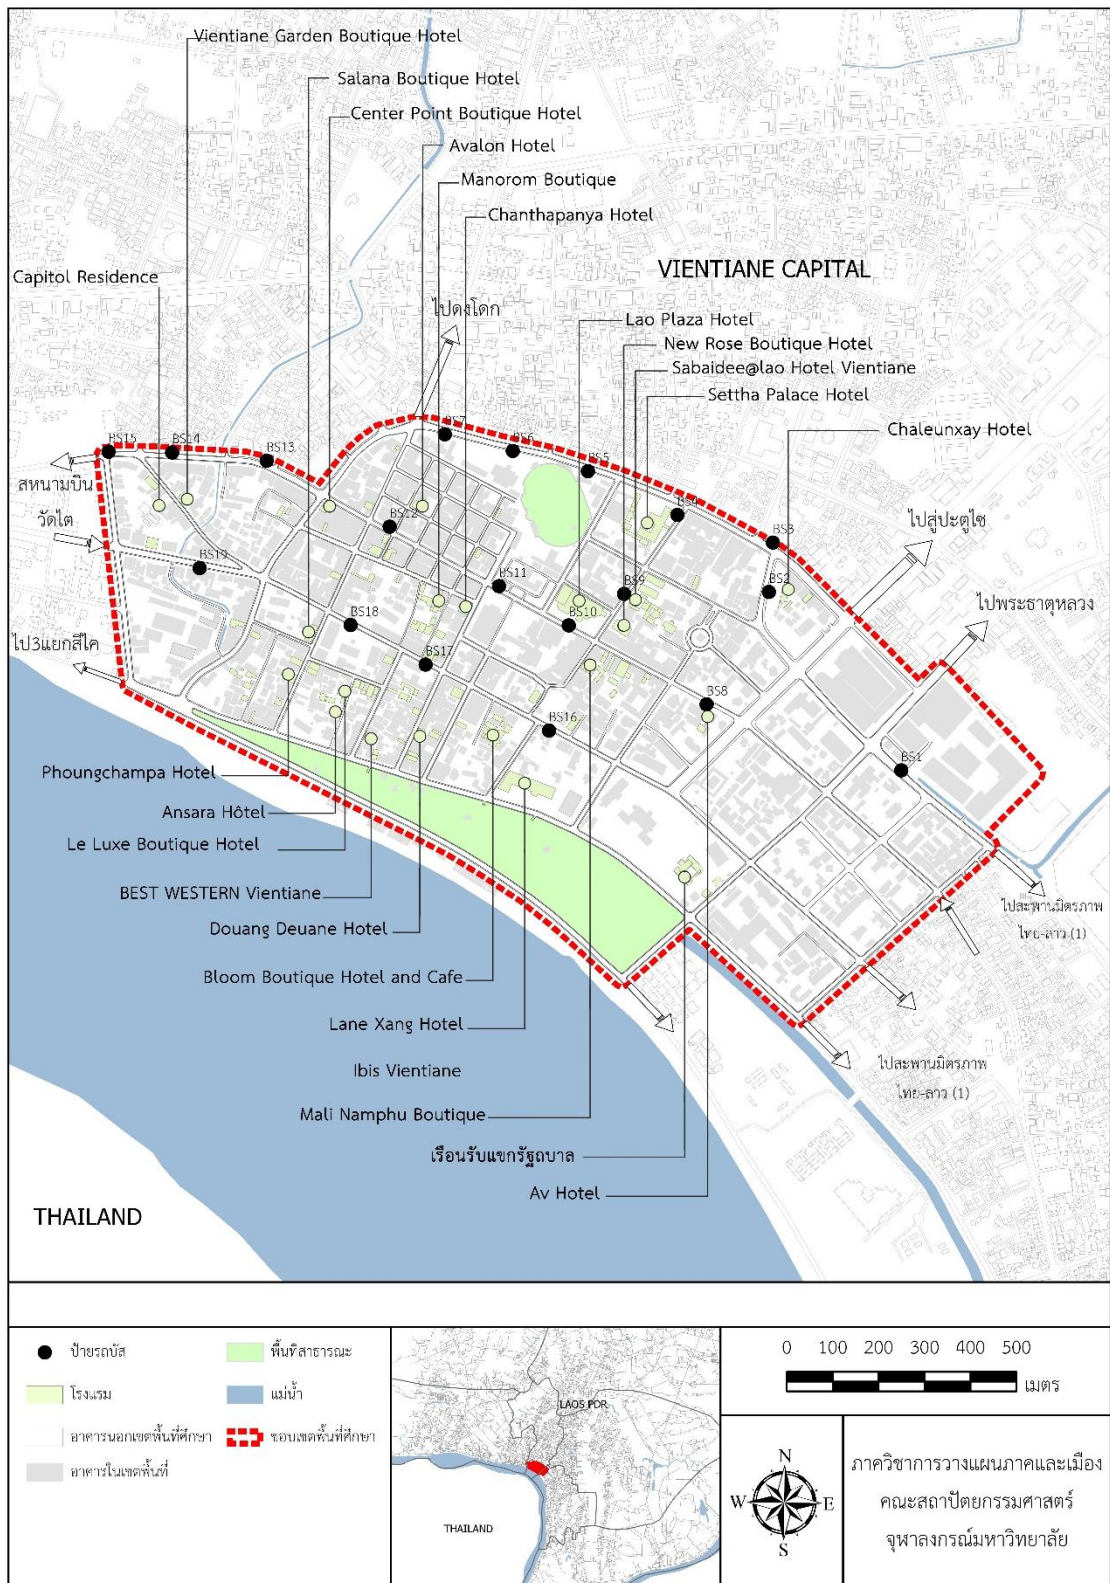 Vientiane Garden Boutique Hotel
Salana Boutique Hotel
Center Point Boutique Hotel
Avalon Hotel
Manorom Boutique
Chanthapanya Hotel
VIENTIANE CAPITAL
Capitol Residence
ไปดงโดก
Lao Plaza Hotel
New Rose Boutique Hotel
Sabaidee@lao Hotel Vientiane
Settha Palace Hotel
Chaleunxay Hotel
BS7
BS6
BS15
BS14
BS13
BS5
สหนามบิน
วัดไต
BS4
BS12
BS3
ไปสู่ปะตูไซ
BS19
BS11
BS9
BS2
ไปพระธาตุหลวง
BS18
BS10
ไป3แยกสีไค
BS17
BS8
BS16
BS1
Phoungchampa Hotel
Ansara Hôtel
Le Luxe Boutique Hotel
BEST WESTERN Vientiane
ไปสะพานมิตรภาพ
ไทย-ลาว (1)
Douang Deuane Hotel
Bloom Boutique Hotel and Cafe
Lane Xang Hotel
Ibis Vientiane
ไปสะพานมิตรภาพ
ไทย-ลาว (1)
Mali Namphu Boutique
เรือนรับแขกรัฐถบาล
Av Hotel
THAILAND
ป้ายรถบัส
พื้นที่สาธารณะ
โรงแรม
แม่น้ำ
อาคารนอกเขตพื้นที่ศึกษา
ขอบเขตพื้นที่ศึกษา
อาคารในเขตพื้นที่
LAOS PDR
THAILAND
0 100 200 300 400 500
เมตร
N
W E
S
ภาควิชาการวางแผนภาคและเมือง
คณะสถาปัตยกรรมศาสตร์
จุฬาลงกรณ์มหาวิทยาลัย